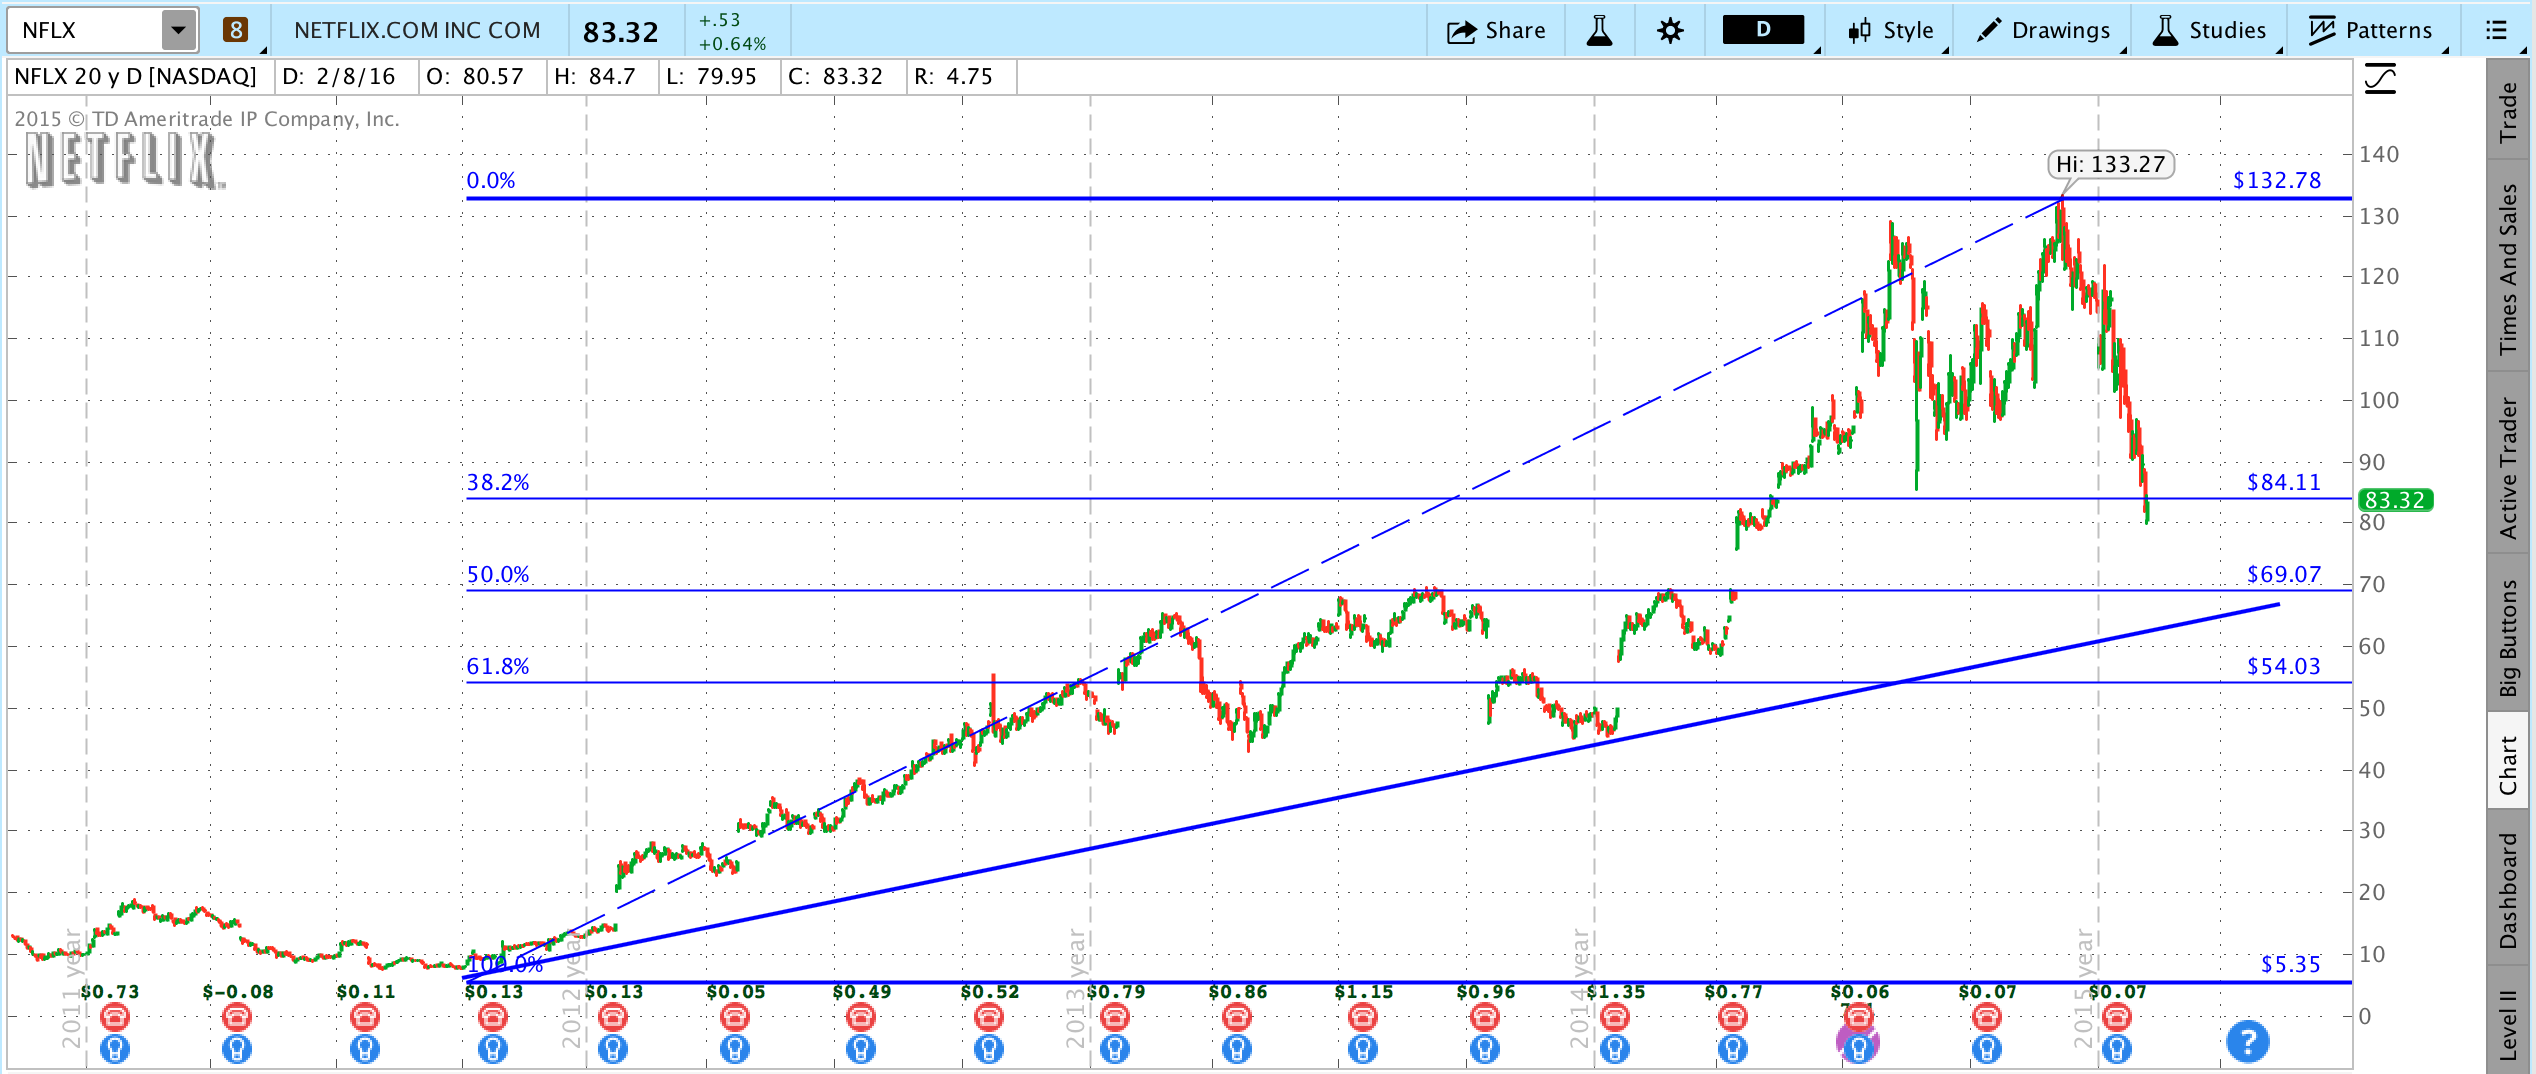 NFLX
8
NETFLIX.COM INC COM
83.32
+.53
+0.64%
Share
D
Style
Drawings
Studies
Patterns
NFLX 20 y D [NASDAQ]
D: 2/8/16
O: 80.57
H: 84.7
L: 79.95
C: 83.32
R: 4.75
2015 © TD Ameritrade IP Company, Inc.
NETFLIX
Hi: 133.27
0.0%
$132.78
38.2%
$84.11
50.0%
$69.07
61.8%
$54.03
100.0%
$5.35
140
130
120
110
100
90
83.32
80
70
60
50
40
30
20
10
0
2011 year
2012 year
2013 year
2014 year
2015 year
$0.73
$-0.08
$0.11
$0.13
$0.13
$0.05
$0.49
$0.52
$0.79
$0.86
$1.15
$0.96
$1.35
$0.77
$0.06
$0.07
$0.07
?
Trade
Times And Sales
Active Trader
Big Buttons
Chart
Dashboard
Level II